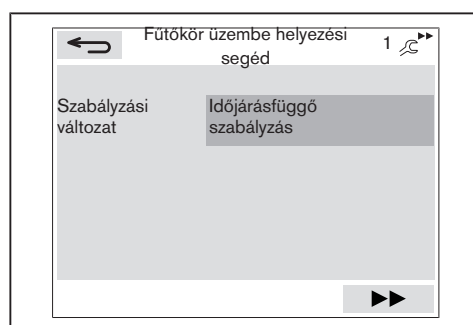 Fűtőkör üzembe helyezési
segéd
1
Szabályzási
változat
Időjárásfüggő
szabályzás